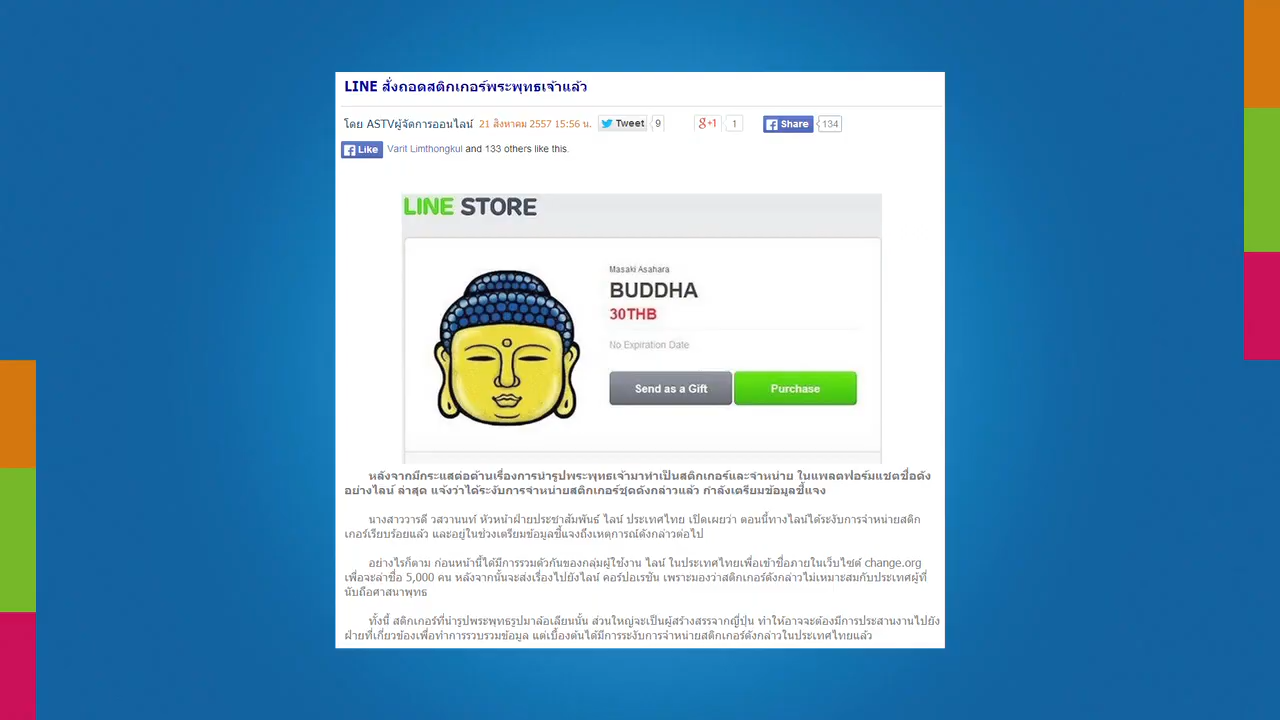 LINE สั่งถอดสติกเกอร์พระพุทธเจ้าแล้ว
โดย ASTVผู้จัดการออนไลน์ 21 สิงหาคม 2557 15:56 น. Tweet 9 g+1 1 Share 134
Like Varit Limthongkul and 133 others like this.
LINE STORE
Masaki Asahara
BUDDHA
30THB
No Expiration Date
Send as a Gift Purchase
หลังจากมีกระแสต่อต้านเรื่องการนำรูปพระพุทธเจ้ามาทำเป็นสติกเกอร์และจำหน่าย ในแพลตฟอร์มแชตชื่อดัง
อย่างไลน์ ล่าสุด แจ้งว่าได้ระงับการจำหน่ายสติกเกอร์ชุดดังกล่าวแล้ว กำลังเตรียมข้อมูลชี้แจง
นางสาววารดี วสวานนท์ หัวหน้าฝ่ายประชาสัมพันธ์ ไลน์ ประเทศไทย เปิดเผยว่า ตอนนี้ทางไลน์ได้ระงับการจำหน่ายสติก
เกอร์เรียบร้อยแล้ว และอยู่ในช่วงเตรียมข้อมูลชี้แจงถึงเหตุการณ์ดังกล่าวต่อไป
อย่างไรก็ตาม ก่อนหน้านี้ได้มีการรวมตัวกันของกลุ่มผู้ใช้งาน ไลน์ ในประเทศไทยเพื่อเข้าชื่อภายในเว็บไซต์ change.org
เพื่อจะล่าชื่อ 5,000 คน หลังจากนั้นจะส่งเรื่องไปยังไลน์ คอร์ปอเรชัน เพราะมองว่าสติกเกอร์ดังกล่าวไม่เหมาะสมกับประเทศผู้ที่
นับถือศาสนาพุทธ
ทั้งนี้ สติกเกอร์ที่นำรูปพระพุทธรูปมาล้อเลียนนั้น ส่วนใหญ่จะเป็นผู้สร้างสรรจากญี่ปุ่น ทำให้อาจจะต้องมีการประสานงานไปยัง
ฝ่ายที่เกี่ยวข้องเพื่อทำการรวบรวมข้อมูล แต่เบื้องต้นได้มีการระงับการจำหน่ายสติกเกอร์ดังกล่าวในประเทศไทยแล้ว